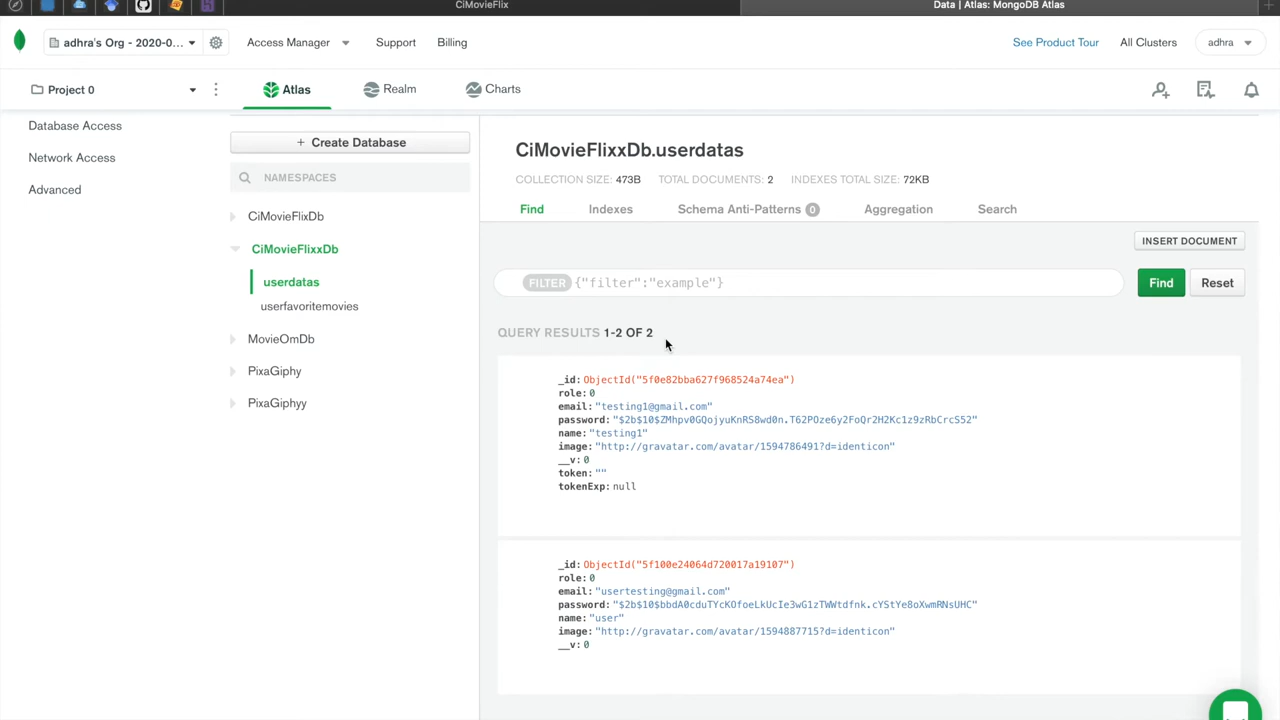 CiMovieFlix
Data | Atlas: MongoDB Atlas
adhra's Org - 2020-0...
Access Manager
Support
Billing
See Product Tour
All Clusters
adhra
Project 0
Atlas
Realm
Charts
Database Access
Network Access
Advanced
+ Create Database
NAMESPACES
CiMovieFlixDb
CiMovieFlixxDb
userdatas
userfavoritemovies
MovieOmDb
PixaGiphy
PixaGiphyy
CiMovieFlixxDb.userdatas
COLLECTION SIZE: 473B TOTAL DOCUMENTS: 2 INDEXES TOTAL SIZE: 72KB
Find Indexes Schema Anti-Patterns 0 Aggregation Search
INSERT DOCUMENT
FILTER {"filter":"example"}
Find
Reset
QUERY RESULTS 1-2 OF 2
_id: ObjectId("5f0e82bba627f968524a74ea")
role: 0
email: "testing1@gmail.com"
password: "$2b$10$ZMhpv0GQojyuKnRS8wd0n.T62POze6y2FoQr2H2Kc1z9zRbCrcS52"
name: "testing1"
image: "http://gravatar.com/avatar/1594786491?d=identicon"
__v: 0
token: ""
tokenExp: null
_id: ObjectId("5f100e24064d720017a19107")
role: 0
email: "usertesting@gmail.com"
password: "$2b$10$bbdA0cduTYcKOfoeLkUcIe3wG1zTWWtdfnk.cYStYe8oXwmRNsUHC"
name: "user"
image: "http://gravatar.com/avatar/1594887715?d=identicon"
__v: 0